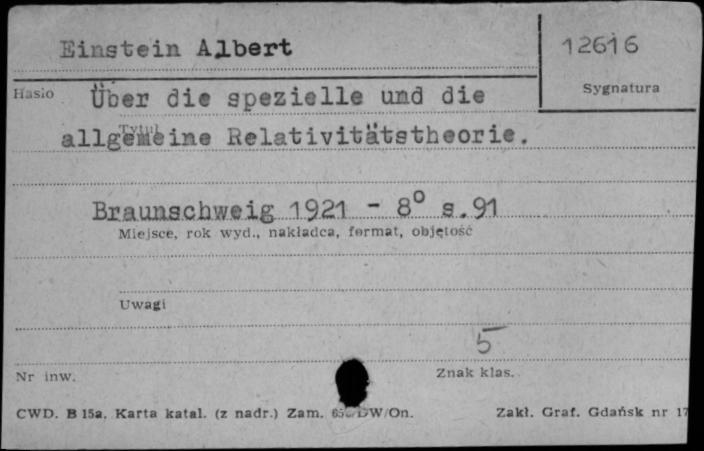 Einstein Albert
12616
Sygnatura
Hasło
Über die spezielle und die
Tytuł
allgemeine Relativitätstheorie.
Braunschweig 1921 - 8° s.91
Miejsce, rok wyd., nakładca, format, objętość
Uwagi
5
Nr inw.
Znak klas.
CWD. B 15a. Karta katal. (z nadr.) Zam. DW/On.
Zakł. Graf. Gdańsk nr 17